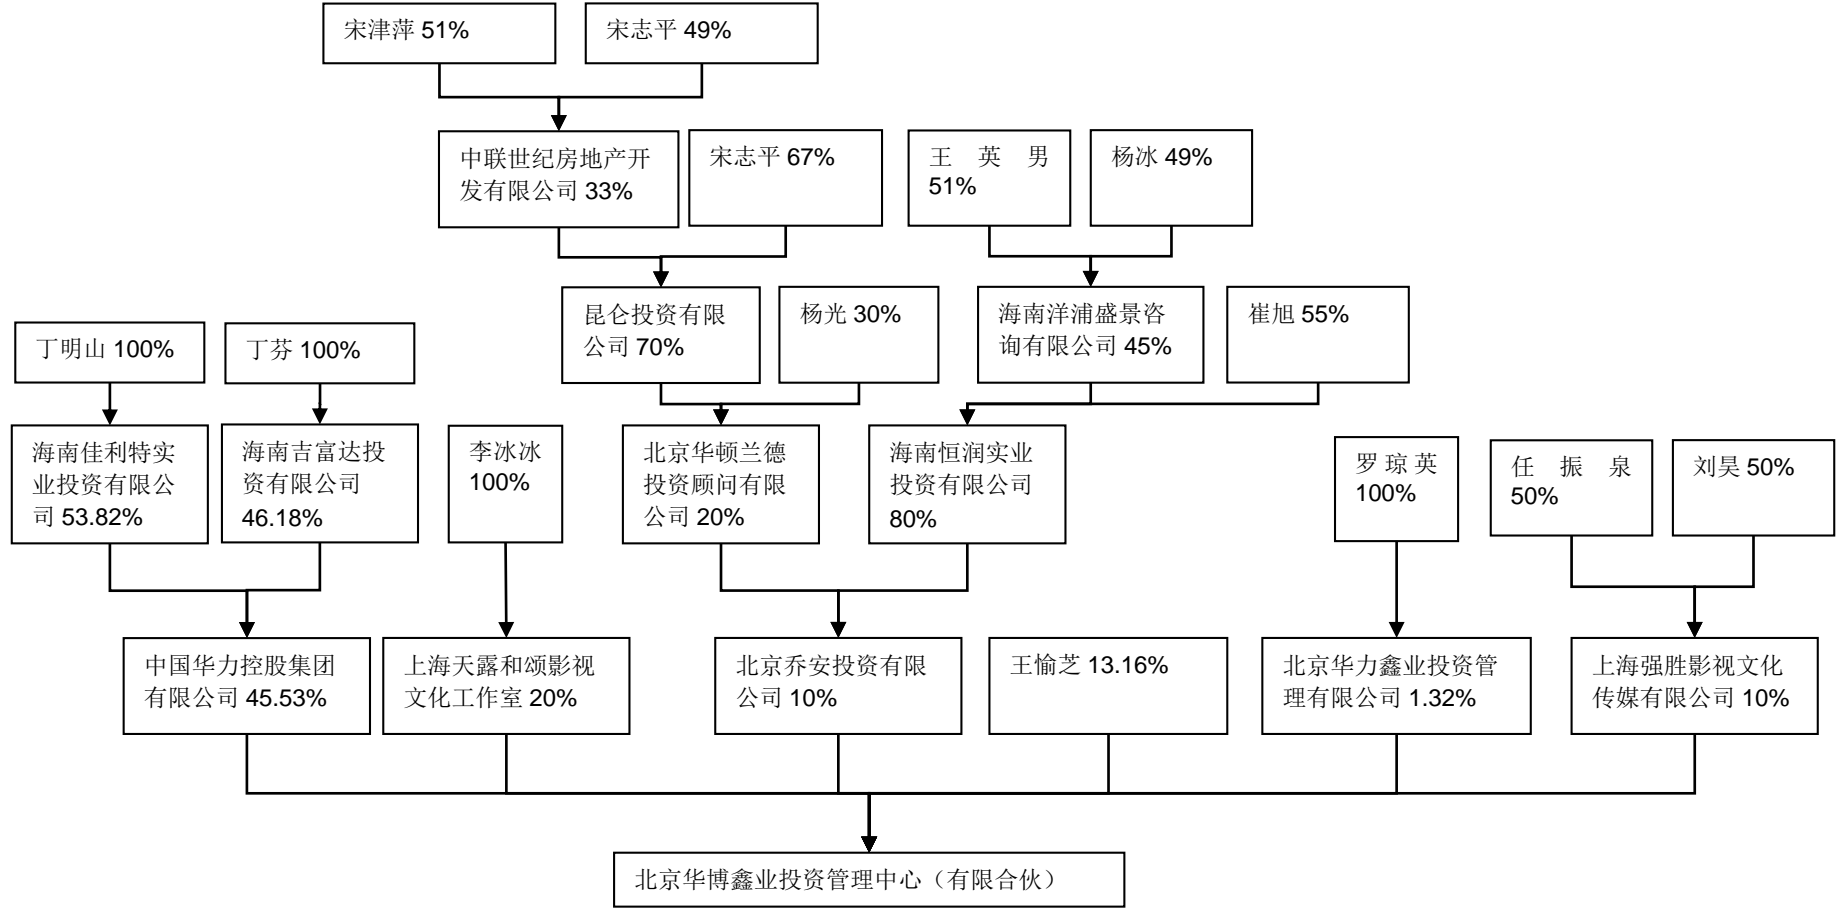 宋津萍 51%
宋志平 49%
中联世纪房地产开
发有限公司 33%
宋志平 67%
王英男
51%
杨冰 49%
昆仑投资有限
公司 70%
杨光 30%
海南洋浦盛景咨
询有限公司 45%
崔旭 55%
丁明山 100%
丁芬 100%
海南佳利特实
业投资有限公
司 53.82%
海南吉富达投
资有限公司
46.18%
李冰冰
100%
北京华顿兰德
投资顾问有限
公司 20%
海南恒润实业
投资有限公司
80%
罗琼英
100%
任振泉
50%
刘昊 50%
中国华力控股集团
有限公司 45.53%
上海天露和颂影视
文化工作室 20%
北京乔安投资有限
公司 10%
王愉芝 13.16%
北京华力鑫业投资管
理有限公司 1.32%
上海强胜影视文化
传媒有限公司 10%
北京华博鑫业投资管理中心（有限合伙）